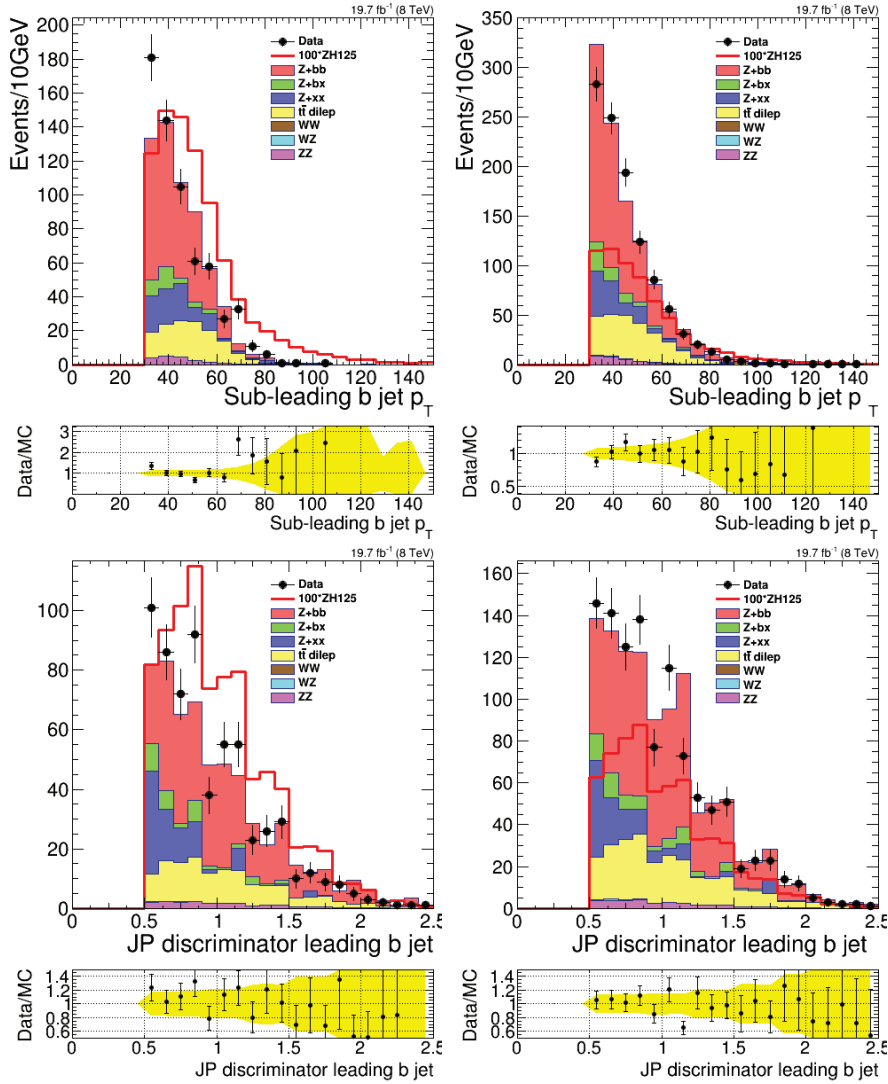 19.7 fb⁻¹ (8 TeV)
Events/10GeV
200
180
160
140
120
100
80
60
40
20
0
Data
100*ZH125
Z+bb
Z+bx
Z+xx
tt̄ dilep
WW
WZ
ZZ
0 20 40 60 80 100 120 140
Sub-leading b jet p_T
Data/MC
3
2
1
0 20 40 60 80 100 120 140
Sub-leading b jet p_T
19.7 fb⁻¹ (8 TeV)
Events/10GeV
350
300
250
200
150
100
50
0
Data
100*ZH125
Z+bb
Z+bx
Z+xx
tt̄ dilep
WW
WZ
ZZ
0 20 40 60 80 100 120 140
Sub-leading b jet p_T
Data/MC
1
0.5
0 20 40 60 80 100 120 140
Sub-leading b jet p_T
19.7 fb⁻¹ (8 TeV)
100
80
60
40
20
0
Data
100*ZH125
Z+bb
Z+bx
Z+xx
tt̄ dilep
WW
WZ
ZZ
0 0.5 1 1.5 2 2.5
JP discriminator leading b jet
Data/MC
1.4
1.2
1
0.8
0.6
0 0.5 1 1.5 2 2.5
JP discriminator leading b jet
19.7 fb⁻¹ (8 TeV)
160
140
120
100
80
60
40
20
0
Data
100*ZH125
Z+bb
Z+bx
Z+xx
tt̄ dilep
WW
WZ
ZZ
0 0.5 1 1.5 2 2.5
JP discriminator leading b jet
Data/MC
1.4
1.2
1
0.8
0.6
0 0.5 1 1.5 2 2.5
JP discriminator leading b jet